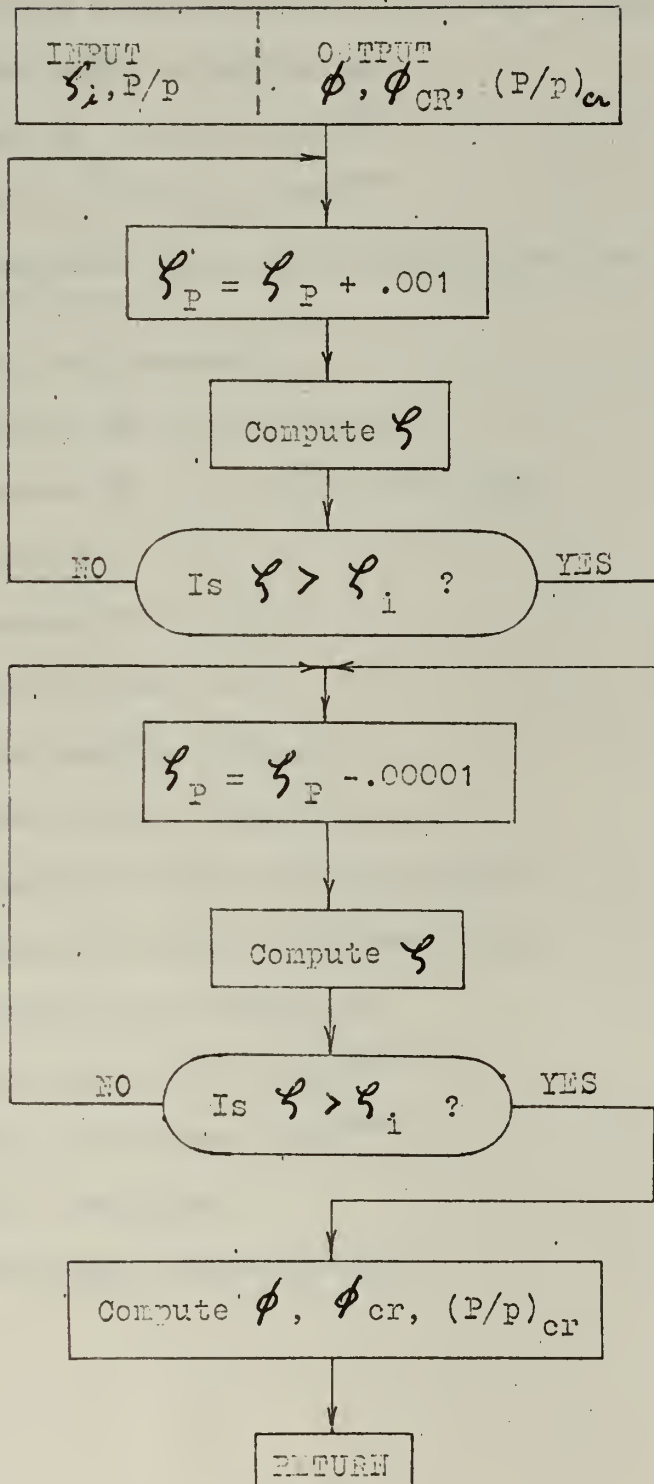 INPUT OUTPUT
ζi, P/p ϕ, ϕCR, (P/p)cr
ζP = ζP + .001
Compute ζ
NO Is ζ > ζi ? YES
ζP = ζP -.00001
Compute ζ
NO Is ζ > ζi ? YES
Compute ϕ, ϕcr, (P/p)cr
RETURN